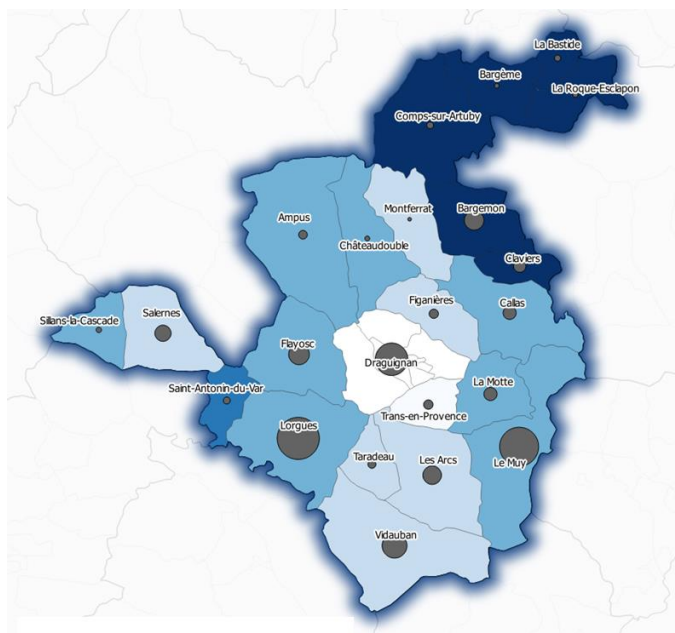 La Bastide
Bargème
La Roque-Esclapon
Comps-sur-Artuby
Montferrat
Bargemon
Ampus
Châteaudouble
Claviers
Figanières
Callas
Salernes
Sillans-la-Cascade
Flayosc
Draguignan
Saint-Antonin-du-Var
La Motte
Trans-en-Provence
Lorgues
Taradeau
Les Arcs
Le Muy
Vidauban